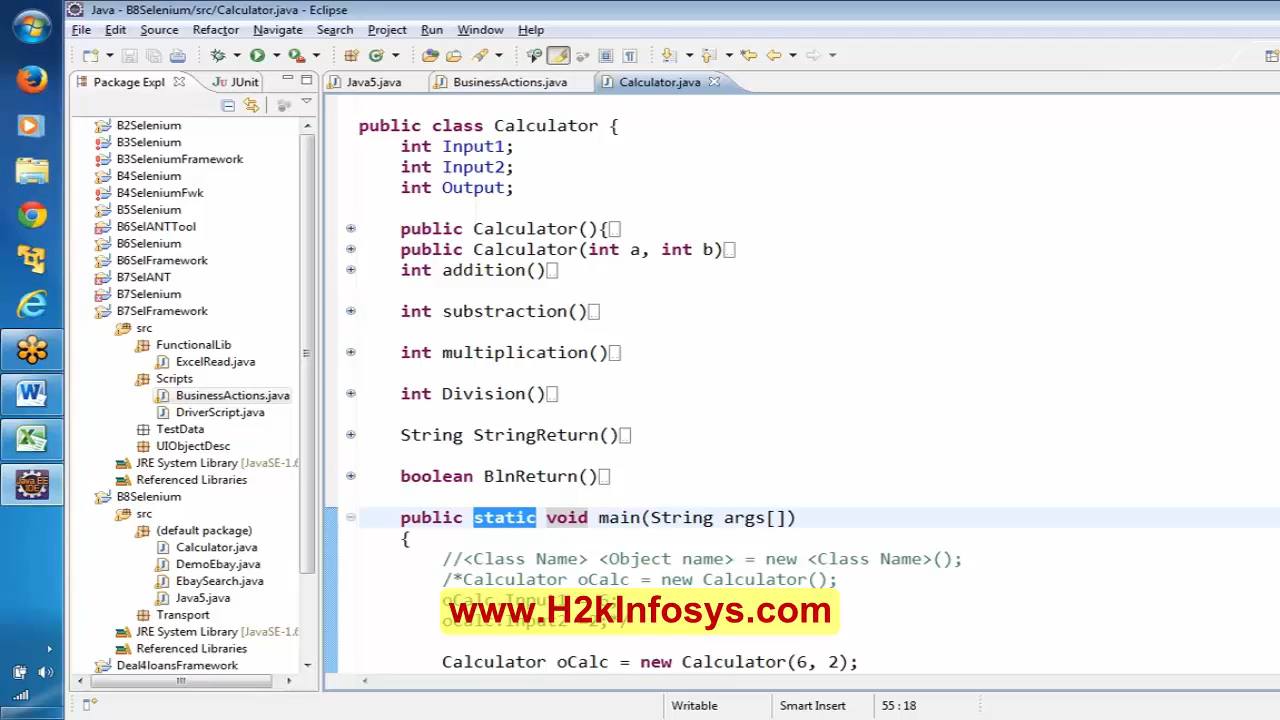 Java - B8Selenium/src/Calculator.java - Eclipse
File Edit Source Refactor Navigate Search Project Run Window Help
Package Expl JUnit Java5.java BusinessActions.java Calculator.java
B2Selenium
B3Selenium
B3SeleniumFramework
B4Selenium
B4SeleniumFwk
B5Selenium
B6SelANTTool
B6Selenium
B6SelFramework
B7SelANT
B7Selenium
B7SelFramework
src
FunctionalLib
ExcelRead.java
Scripts
BusinessActions.java
DriverScript.java
TestData
UIObjectDesc
JRE System Library [JavaSE-1.6
Referenced Libraries
B8Selenium
src
(default package)
Calculator.java
DemoEbay.java
EbaySearch.java
Java5.java
Transport
JRE System Library [JavaSE-1.6
Referenced Libraries
Deal4loansFramework
public class Calculator {
int Input1;
int Input2;
int Output;
public Calculator(){
public Calculator(int a, int b)
int addition()
int substraction()
int multiplication()
int Division()
String StringReturn()
boolean BlnReturn()
public static void main(String args[])
{
//<Class Name> <Object name> = new <Class Name>();
/*Calculator oCalc = new Calculator();
www.H2kInfosys.com
Calculator oCalc = new Calculator(6, 2);
Writable Smart Insert 55 : 18